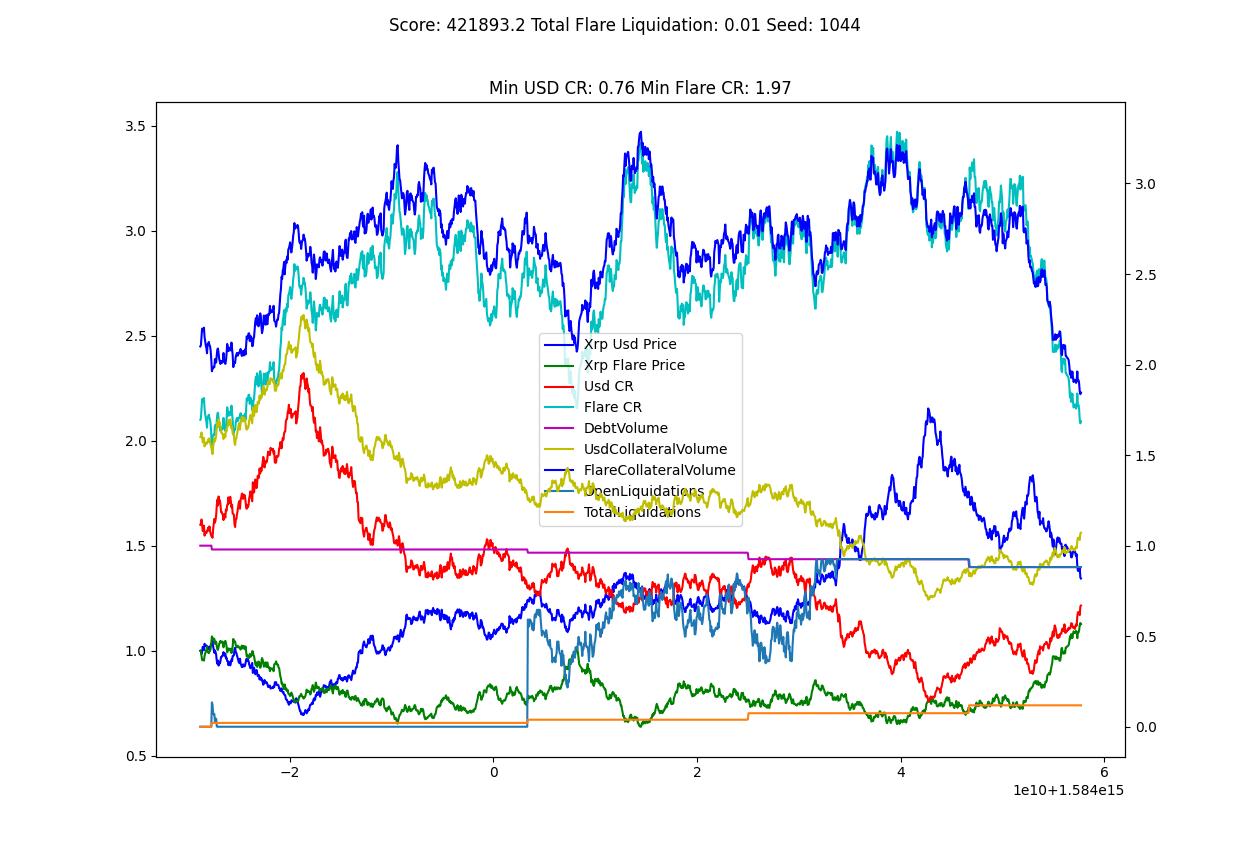 Score: 421893.2 Total Flare Liquidation: 0.01 Seed: 1044
Min USD CR: 0.76 Min Flare CR: 1.97
3.5
3.0
2.5
2.0
1.5
1.0
0.5
3.0
2.5
2.0
1.5
1.0
0.5
0.0
Xrp Usd Price
Xrp Flare Price
Usd CR
Flare CR
DebtVolume
UsdCollateralVolume
FlareCollateralVolume
OpenLiquidations
TotalLiquidations
−2 0 2 4 6
1e10+1.584e15